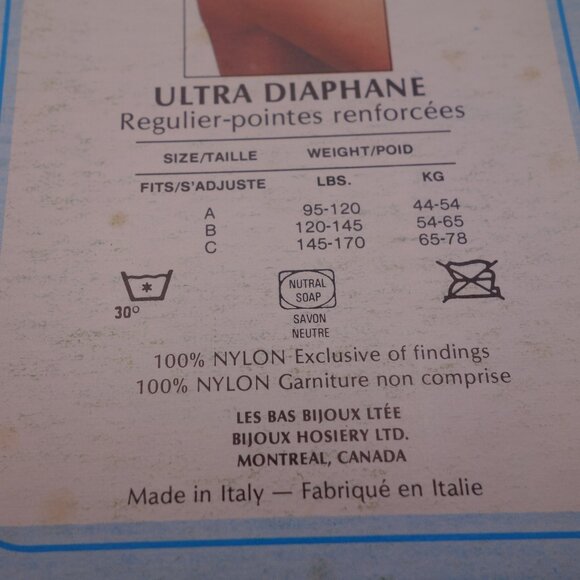 ULTRA DIAPHANE
Regulier-pointes renforcées
SIZE/TAILLE WEIGHT/POID
FITS/S'ADJUSTE LBS. KG
A 95-120 44-54
B 120-145 54-65
C 145-170 65-78
30°
NUTRAL
SOAP
SAVON
NEUTRE
100% NYLON Exclusive of findings
100% NYLON Garniture non comprise
LES BAS BIJOUX LTÉE
BIJOUX HOSIERY LTD.
MONTREAL, CANADA
Made in Italy — Fabriqué en Italie